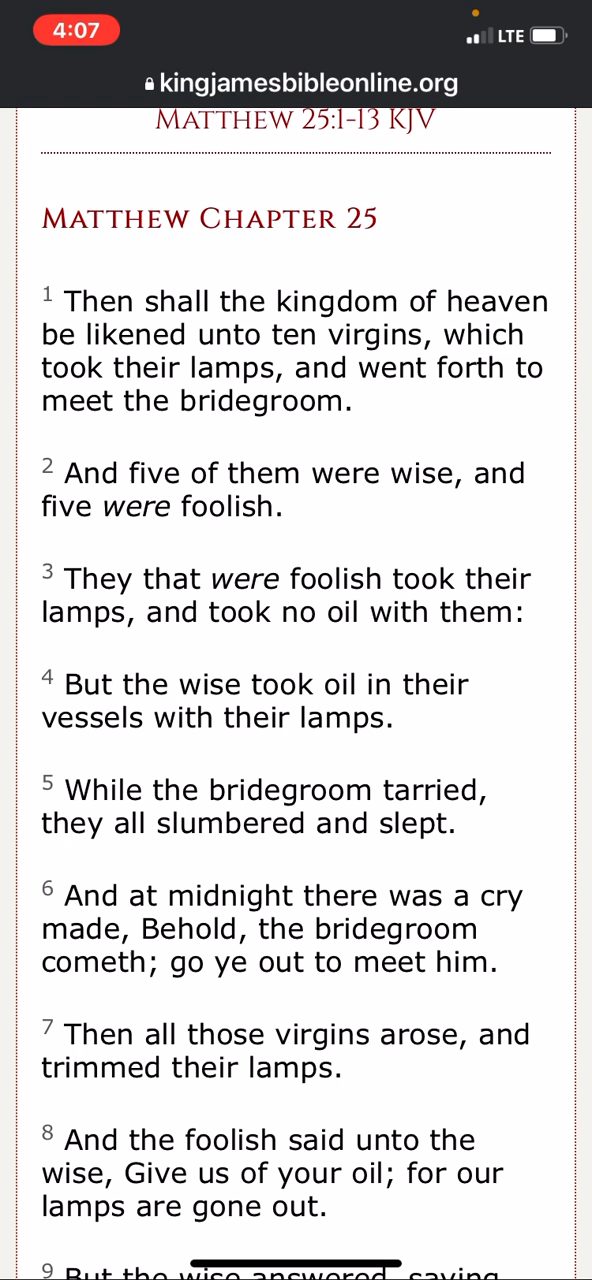 4:07
LTE
kingjamesbibleonline.org
Matthew 25:1-13 KJV
Matthew Chapter 25
1 Then shall the kingdom of heaven
be likened unto ten virgins, which
took their lamps, and went forth to
meet the bridegroom.
2 And five of them were wise, and
five were foolish.
3 They that were foolish took their
lamps, and took no oil with them:
4 But the wise took oil in their
vessels with their lamps.
5 While the bridegroom tarried,
they all slumbered and slept.
6 And at midnight there was a cry
made, Behold, the bridegroom
cometh; go ye out to meet him.
7 Then all those virgins arose, and
trimmed their lamps.
8 And the foolish said unto the
wise, Give us of your oil; for our
lamps are gone out.
9 But the wise answered, saying